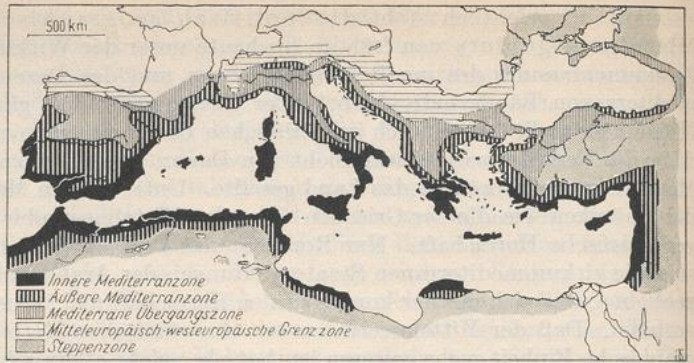 500 km
Innere Mediterranzone
Äußere Mediterranzone
Mediterrane Übergangszone
Mitteleuropäisch-westeuropäische Grenzzone
Steppenzone